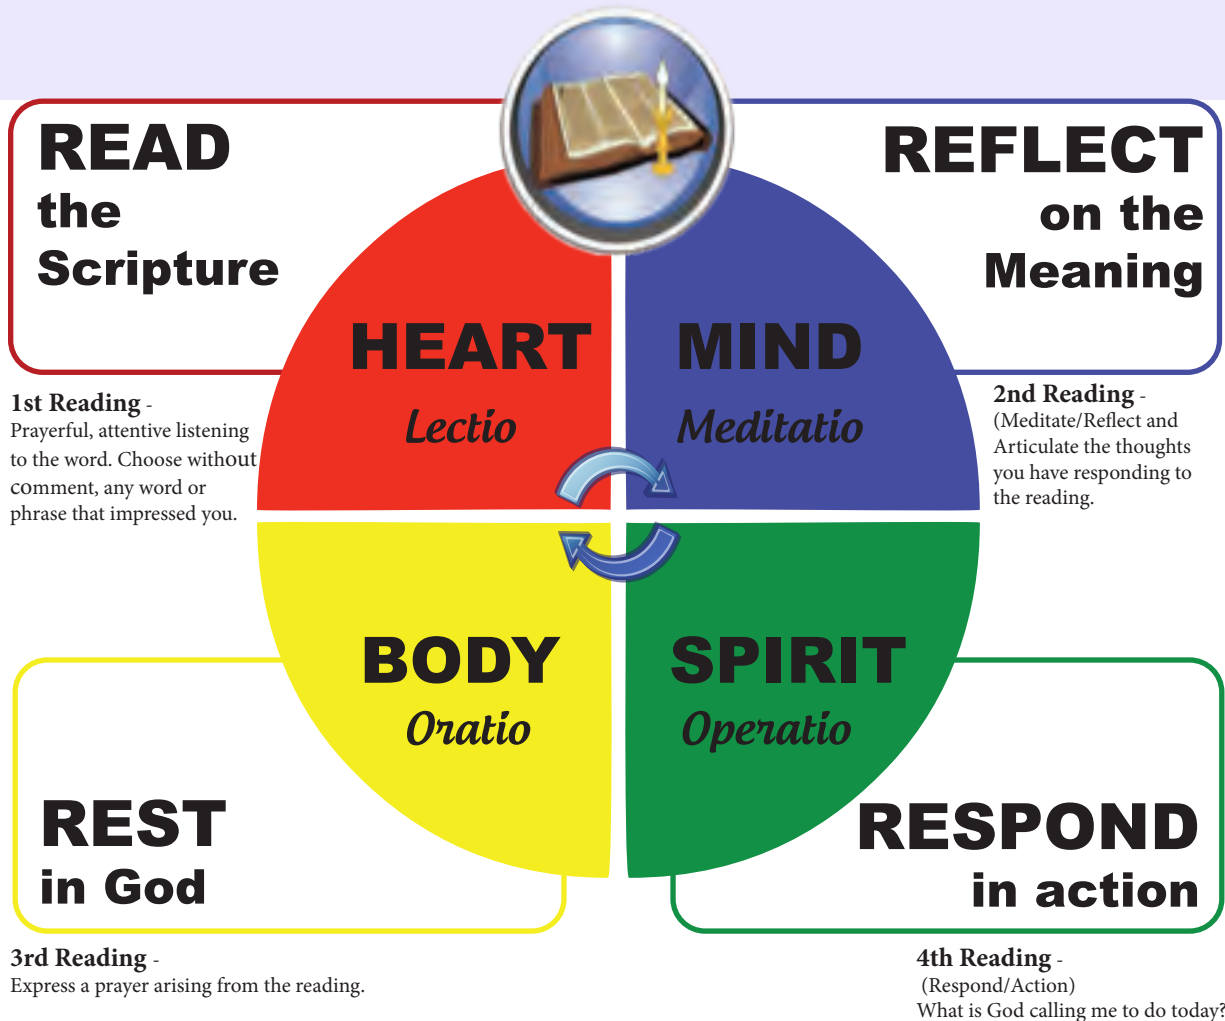 READ
the
Scripture
HEART
Lectio
1st Reading -
Prayerful, attentive listening
to the word. Choose without
comment, any word or
phrase that impressed you.
REFLECT
on the
Meaning
MIND
Meditatio
2nd Reading -
(Meditate/Reflect and
Articulate the thoughts
you have responding to
the reading.
BODY
Oratio
REST
in God
3rd Reading -
Express a prayer arising from the reading.
SPIRIT
Operatio
RESPOND
in action
4th Reading -
(Respond/Action)
What is God calling me to do today?